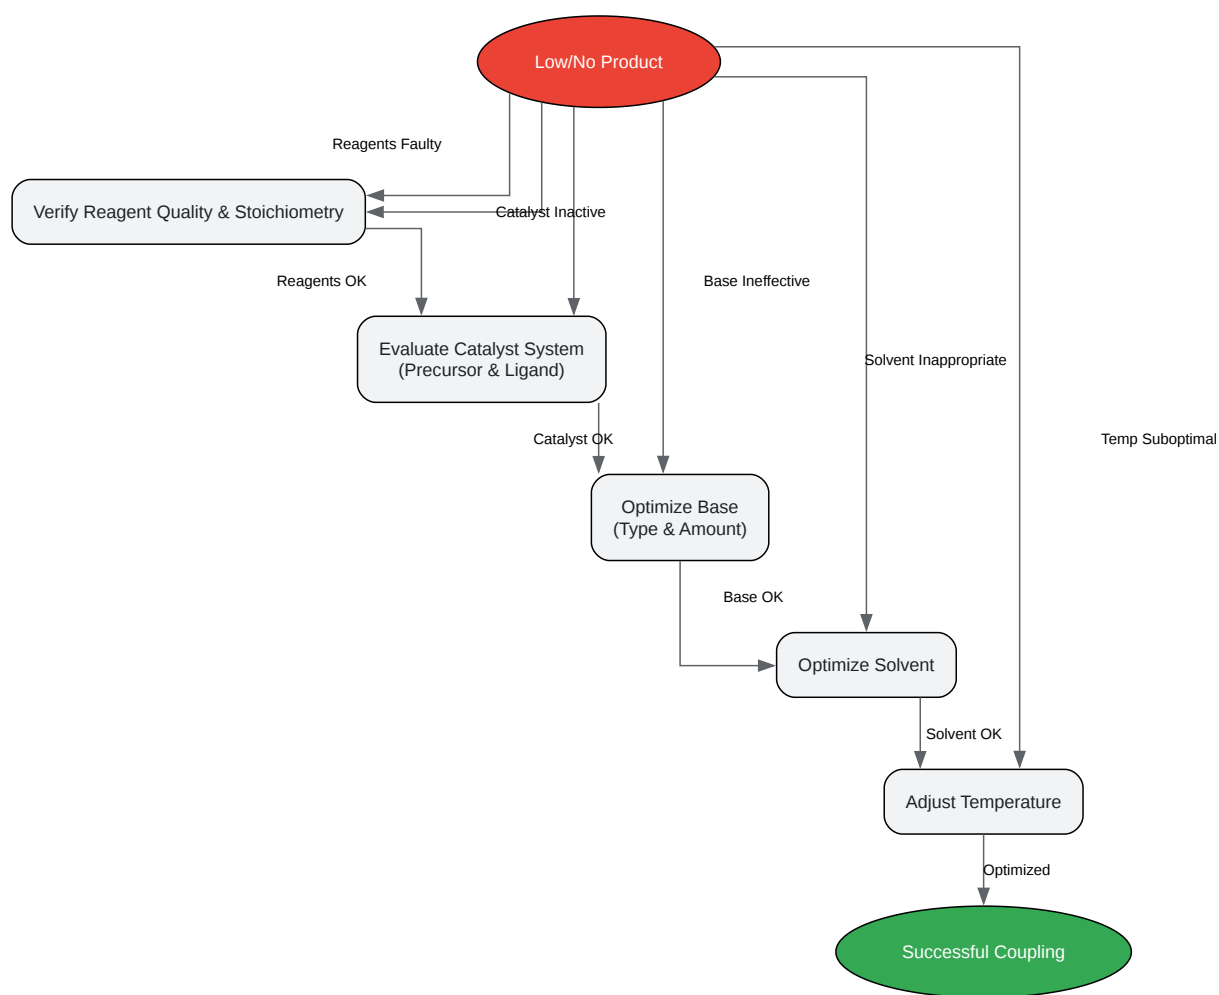 Low/No Product
Reagents Faulty
Verify Reagent Quality & Stoichiometry
Catalyst Inactive
Reagents OK
Base Ineffective
Evaluate Catalyst System
(Precursor & Ligand)
Solvent Inappropriate
Catalyst OK
Temp Suboptimal
Optimize Base
(Type & Amount)
Base OK
Optimize Solvent
Solvent OK
Adjust Temperature
Optimized
Successful Coupling